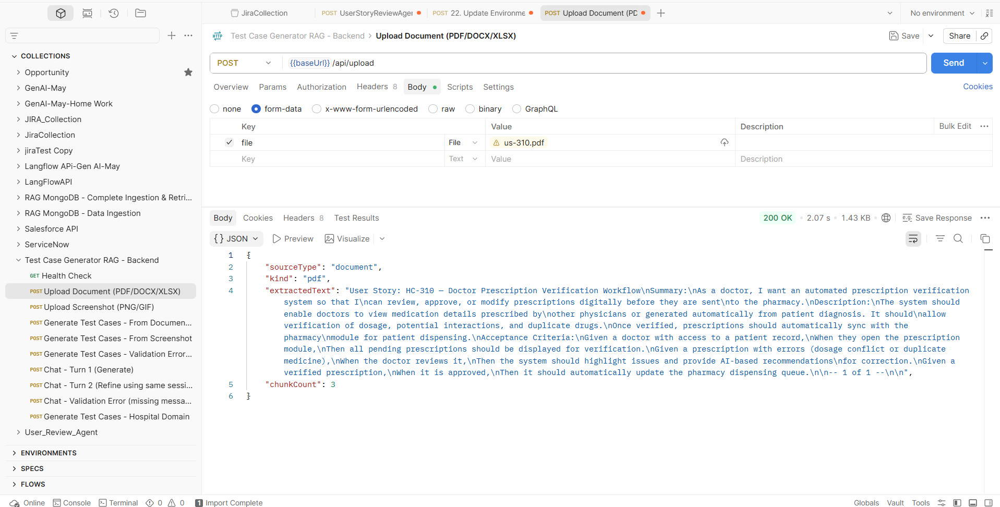 JiraCollection
POST UserStoryReviewAger
POST 22. Update Environme
POST Upload Document (PD
No environment
Test Case Generator RAG - Backend > Upload Document (PDF/DOCX/XLSX)
Save
Share
COLLECTIONS
Opportunity
GenAI-May
GenAI-May-Home Work
JIRA_Collection
JiraCollection
jiraTest Copy
Langflow APi-Gen AI-May
LangFlowAPI
RAG MongoDB - Complete Ingestion & Retri...
RAG MongoDB - Data Ingestion
Salesforce API
ServiceNow
Test Case Generator RAG - Backend
GET Health Check
POST Upload Document (PDF/DOCX/XLSX)
POST Upload Screenshot (PNG/GIF)
POST Generate Test Cases - From Documen...
POST Generate Test Cases - From Screenshot
POST Generate Test Cases - Validation Error...
POST Chat - Turn 1 (Generate)
POST Chat - Turn 2 (Refine using same sessi...
POST Chat - Validation Error (missing messa...
POST Generate Test Cases - Hospital Domain
User_Review_Agent
ENVIRONMENTS
SPECS
FLOWS
HTTP
POST {{baseUrl}} /api/upload
Send
Overview Params Authorization Headers 8 Body Scripts Settings
Cookies
none form-data x-www-form-urlencoded raw binary GraphQL
Key Value Description Bulk Edit
file File us-310.pdf
Key Text Value Description
Body Cookies Headers 8 Test Results
200 OK 2.07 s 1.43 KB e.g. Save Response
{} JSON Preview Visualize
1 {
2 "sourceType": "document",
3 "kind": "pdf",
4 "extractedText": "User Story: HC-310 — Doctor Prescription Verification Workflow\nSummary:\nAs a doctor, I want an automated prescription verification
system so that I\ncan review, approve, or modify prescriptions digitally before they are sent\nto the pharmacy.\nDescription:\nThe system should
enable doctors to view medication details prescribed by\nother physicians or generated automatically from patient diagnosis. It should\nallow
verification of dosage, potential interactions, and duplicate drugs.\nOnce verified, prescriptions should automatically sync with the
pharmacy\nmodule for patient dispensing.\nAcceptance Criteria:\nGiven a doctor with access to a patient record,\nWhen they open the prescription
module,\nThen all pending prescriptions should be displayed for verification.\nGiven a prescription with errors (dosage conflict or duplicate
medicine),\nWhen the doctor reviews it,\nThen the system should highlight issues and provide AI-based recommendations\nfor correction.\nGiven a
verified prescription,\nWhen it is approved,\nThen it should automatically update the pharmacy dispensing queue.\n\n-- 1 of 1 --\n\n",
5 "chunkCount": 3
6 }
Online Console Terminal 0 0 1 Import Complete
Globals Vault Tools